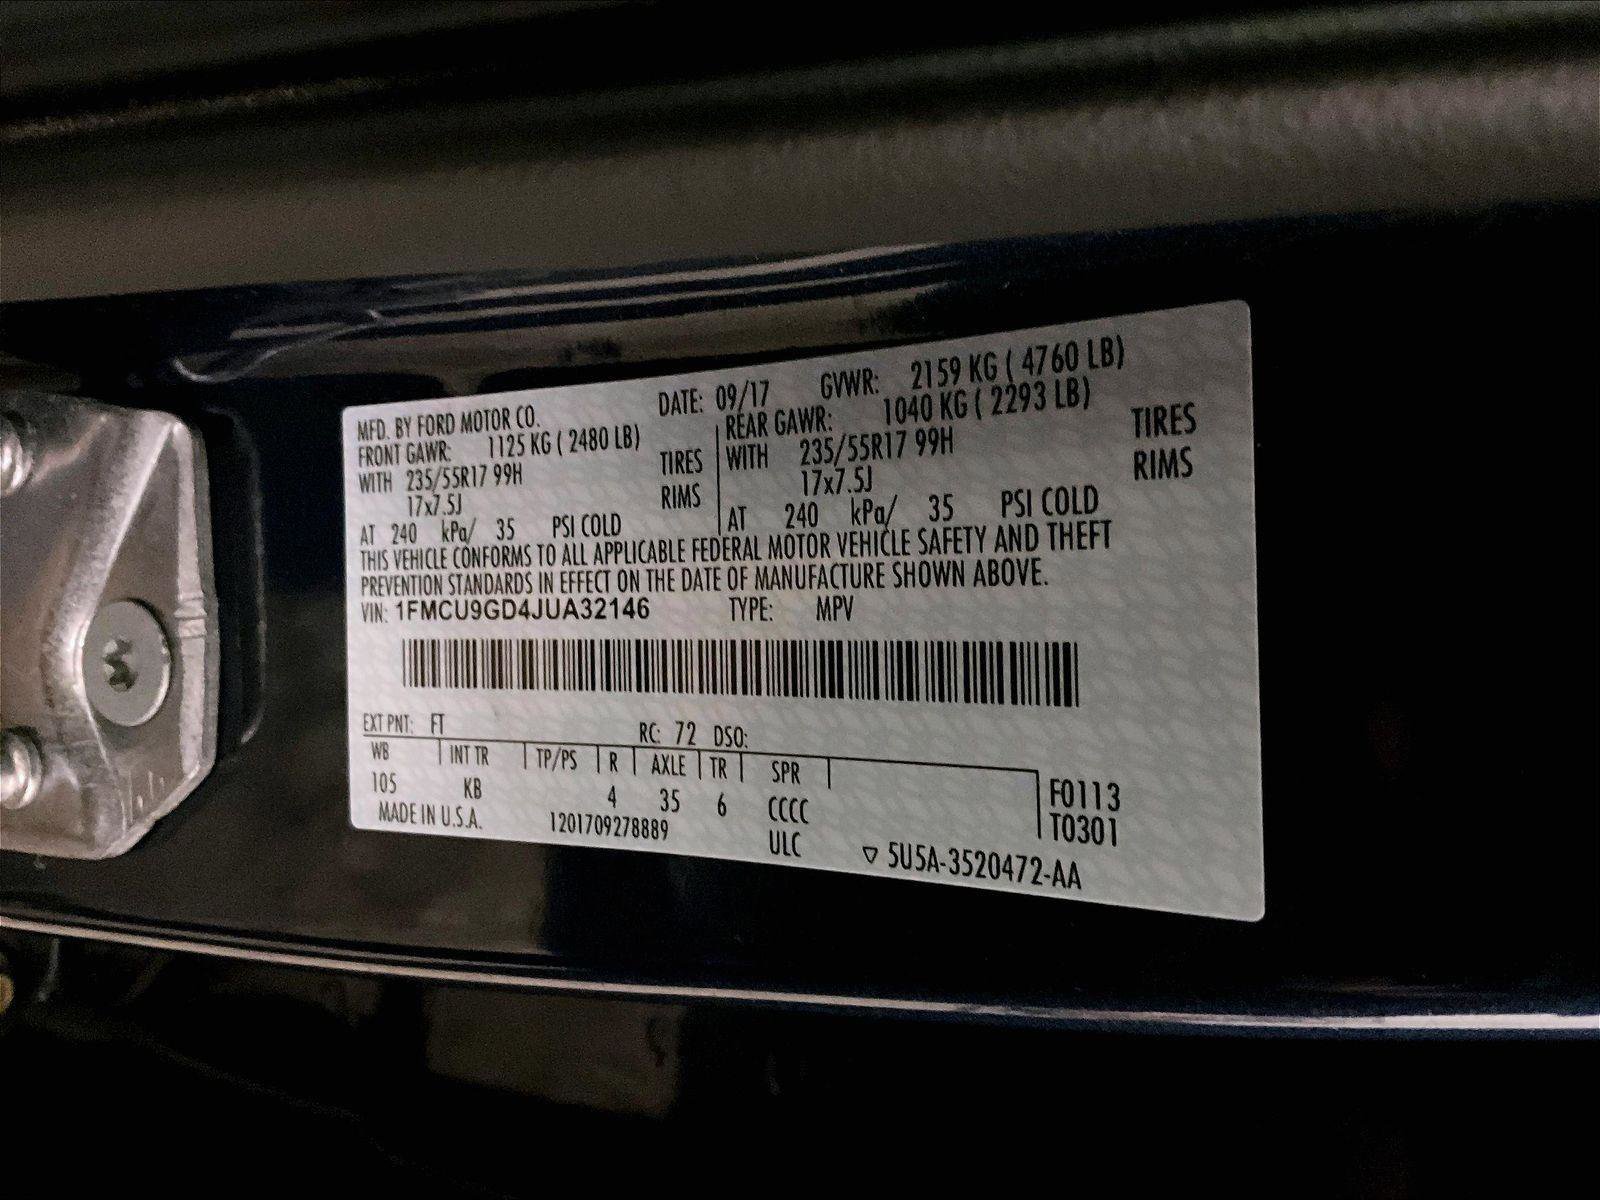 MFD. BY FORD MOTOR CO. DATE: 09/17 GVWR: 2159 KG ( 4760 LB)
FRONT GAWR: 1125 KG ( 2480 LB) REAR GAWR: 1040 KG ( 2293 LB)
WITH 235/55R17 99H TIRES WITH 235/55R17 99H TIRES
17x7.5J RIMS 17x7.5J RIMS
AT 240 kPa/ 35 PSI COLD AT 240 kPa/ 35 PSI COLD
THIS VEHICLE CONFORMS TO ALL APPLICABLE FEDERAL MOTOR VEHICLE SAFETY AND THEFT
PREVENTION STANDARDS IN EFFECT ON THE DATE OF MANUFACTURE SHOWN ABOVE.
VIN: 1FMCU9GD4JUA32146 TYPE: MPV
EXT PNT: FT RC: 72 DSO:
WB INT TR TP/PS R AXLE TR SPR
105 KB 4 35 6 CCCC F0113
MADE IN U.S.A. 1201709278889 ULC T0301
5U5A-3520472-AA